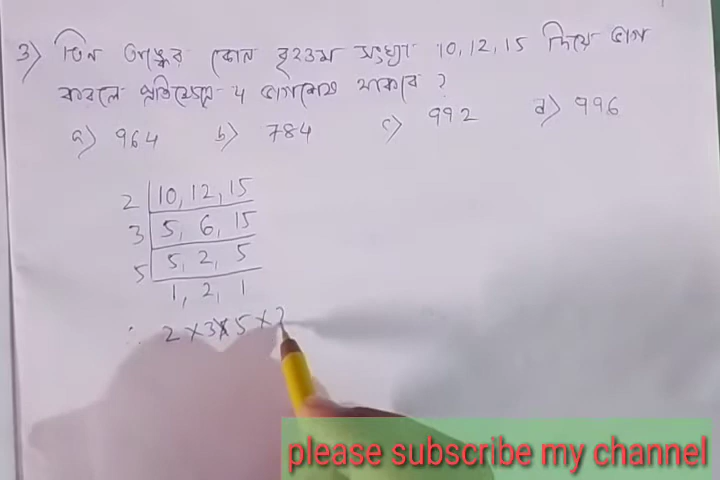 3) তিন অঙ্কের কোন বৃহত্তম সংখ্যা 10, 12, 15 দিয়ে ভাগ
করলে প্রতিক্ষেত্রে 4 ভাগশেষ থাকবে ?
a) 964 b) 784 c) 992 d) 996
2 | 10, 12, 15
3 | 5, 6, 15
5 | 5, 2, 5
1, 2, 1
∴ 2 × 3 × 5 × 2
please subscribe my channel